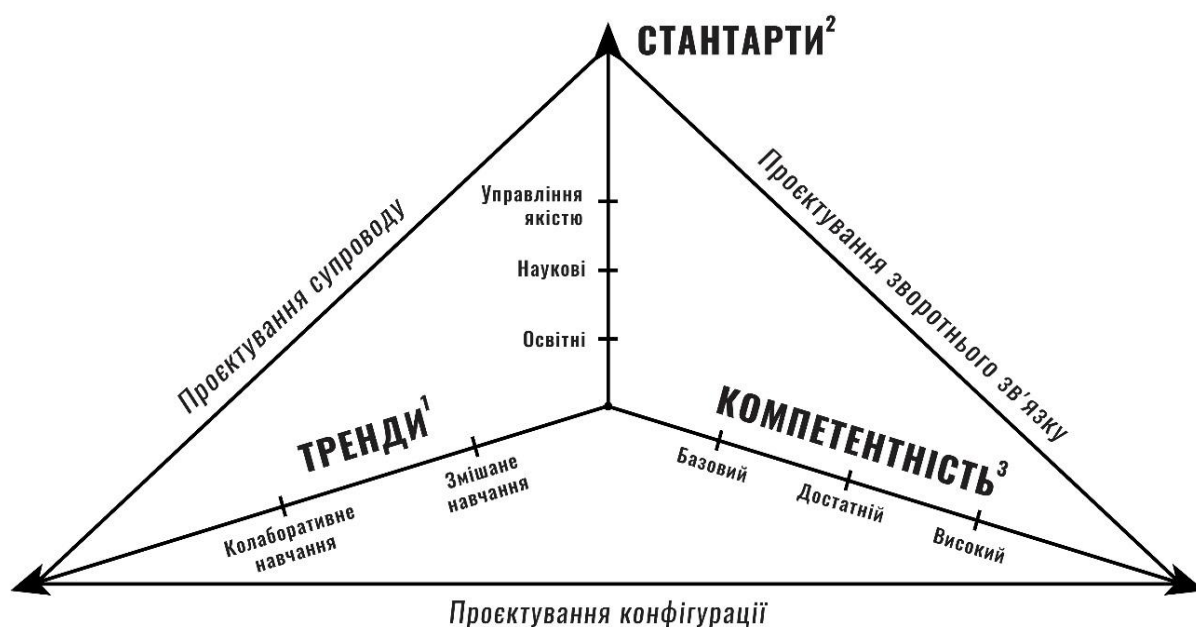 СТАНТАРТИ²
Проєктування супроводу
Проєктування зворотнього зв'язку
Управління
якістю
Наукові
Освітні
ТРЕНДИ¹
КОМПЕТЕНТНІСТЬ³
Змішане
навчання
Колаборативне
навчання
Базовий
Достатній
Високий
Проєктування конфігурації